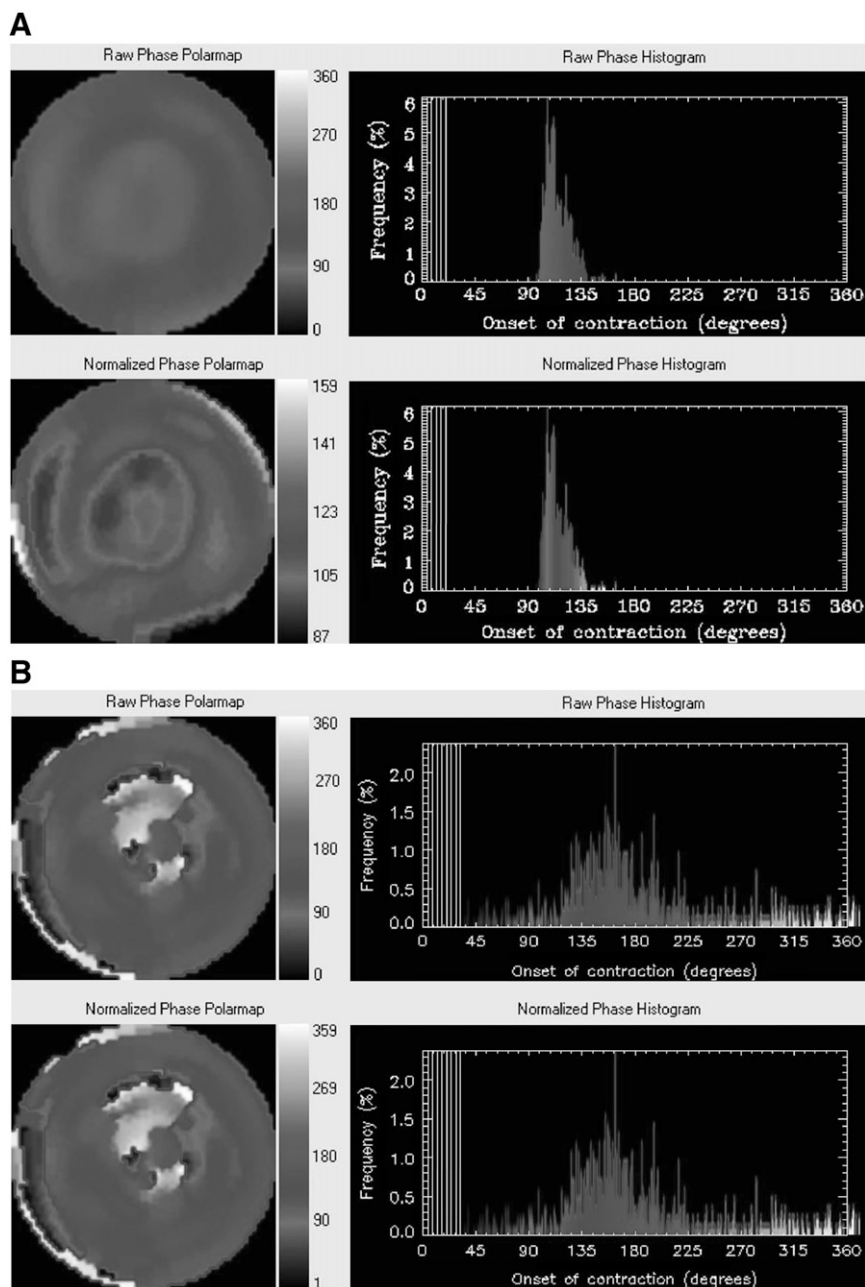 A
Raw Phase Polarmap
360
270
180
90
0
Raw Phase Histogram
Frequency (%)
6
5
4
3
2
1
0
0 45 90 135 180 225 270 315 360
Onset of contraction (degrees)
Normalized Phase Polarmap
159
141
123
105
87
Normalized Phase Histogram
Frequency (%)
6
5
4
3
2
1
0
0 45 90 135 180 225 270 315 360
Onset of contraction (degrees)
B
Raw Phase Polarmap
360
270
180
90
0
Raw Phase Histogram
Frequency (%)
2.0
1.5
1.0
0.5
0.0
0 45 90 135 180 225 270 315 360
Onset of contraction (degrees)
Normalized Phase Polarmap
359
269
180
90
1
Normalized Phase Histogram
Frequency (%)
2.0
1.5
1.0
0.5
0.0
0 45 90 135 180 225 270 315 360
Onset of contraction (degrees)